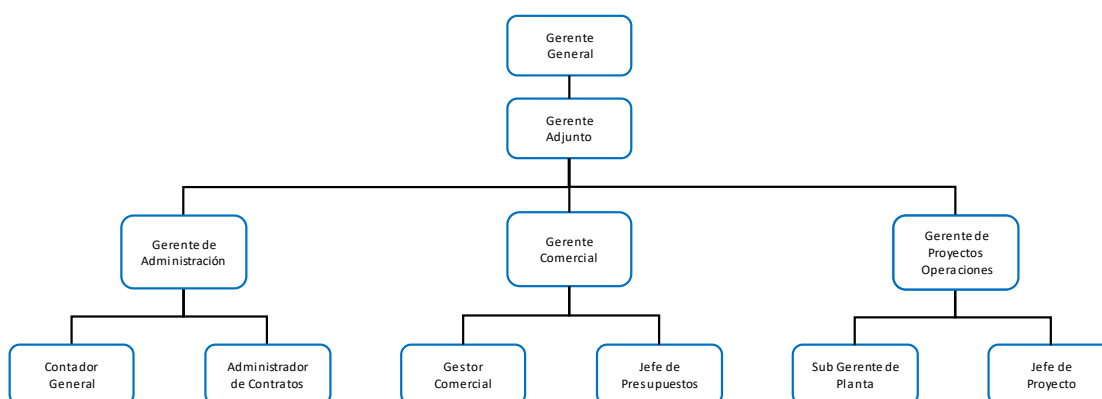 Gerente
General
Gerente
Adjunto
Gerente de
Administración
Gerente
Comercial
Gerente de
Proyectos
Operaciones
Contador
General
Administrador
de Contratos
Gestor
Comercial
Jefe de
Presupuestos
Sub Gerente de
Planta
Jefe de
Proyecto